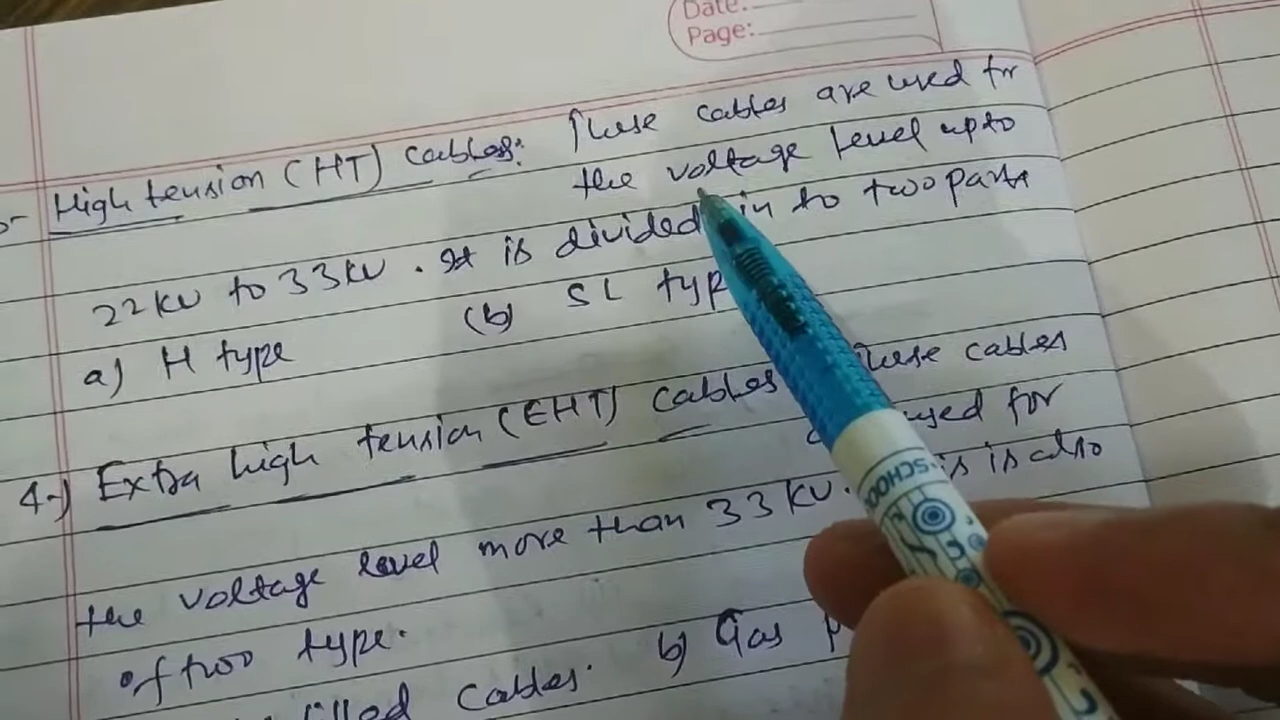 Date:
Page:
High tension (HT) cables: These cables are used for
the voltage level upto
22KV to 33KV. It is divided in to two parts
a) H type (b) SL typ
4.) Extra high tension (EHT) cables These cables
used for
the voltage level more than 33KV. is is also
of two type.
filled cables. b) Gas
SCHOO